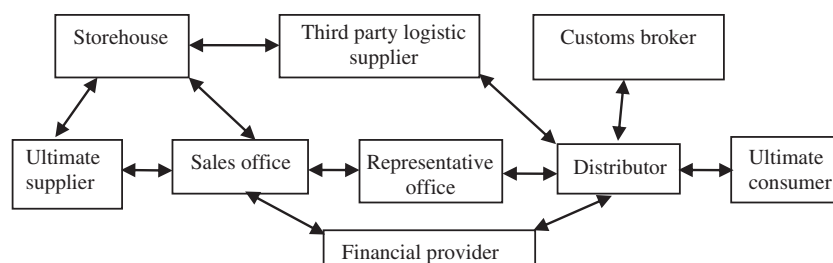 Storehouse
Third party logistic
supplier
Customs broker
Ultimate
supplier
Sales office
Representative
office
Distributor
Ultimate
consumer
Financial provider